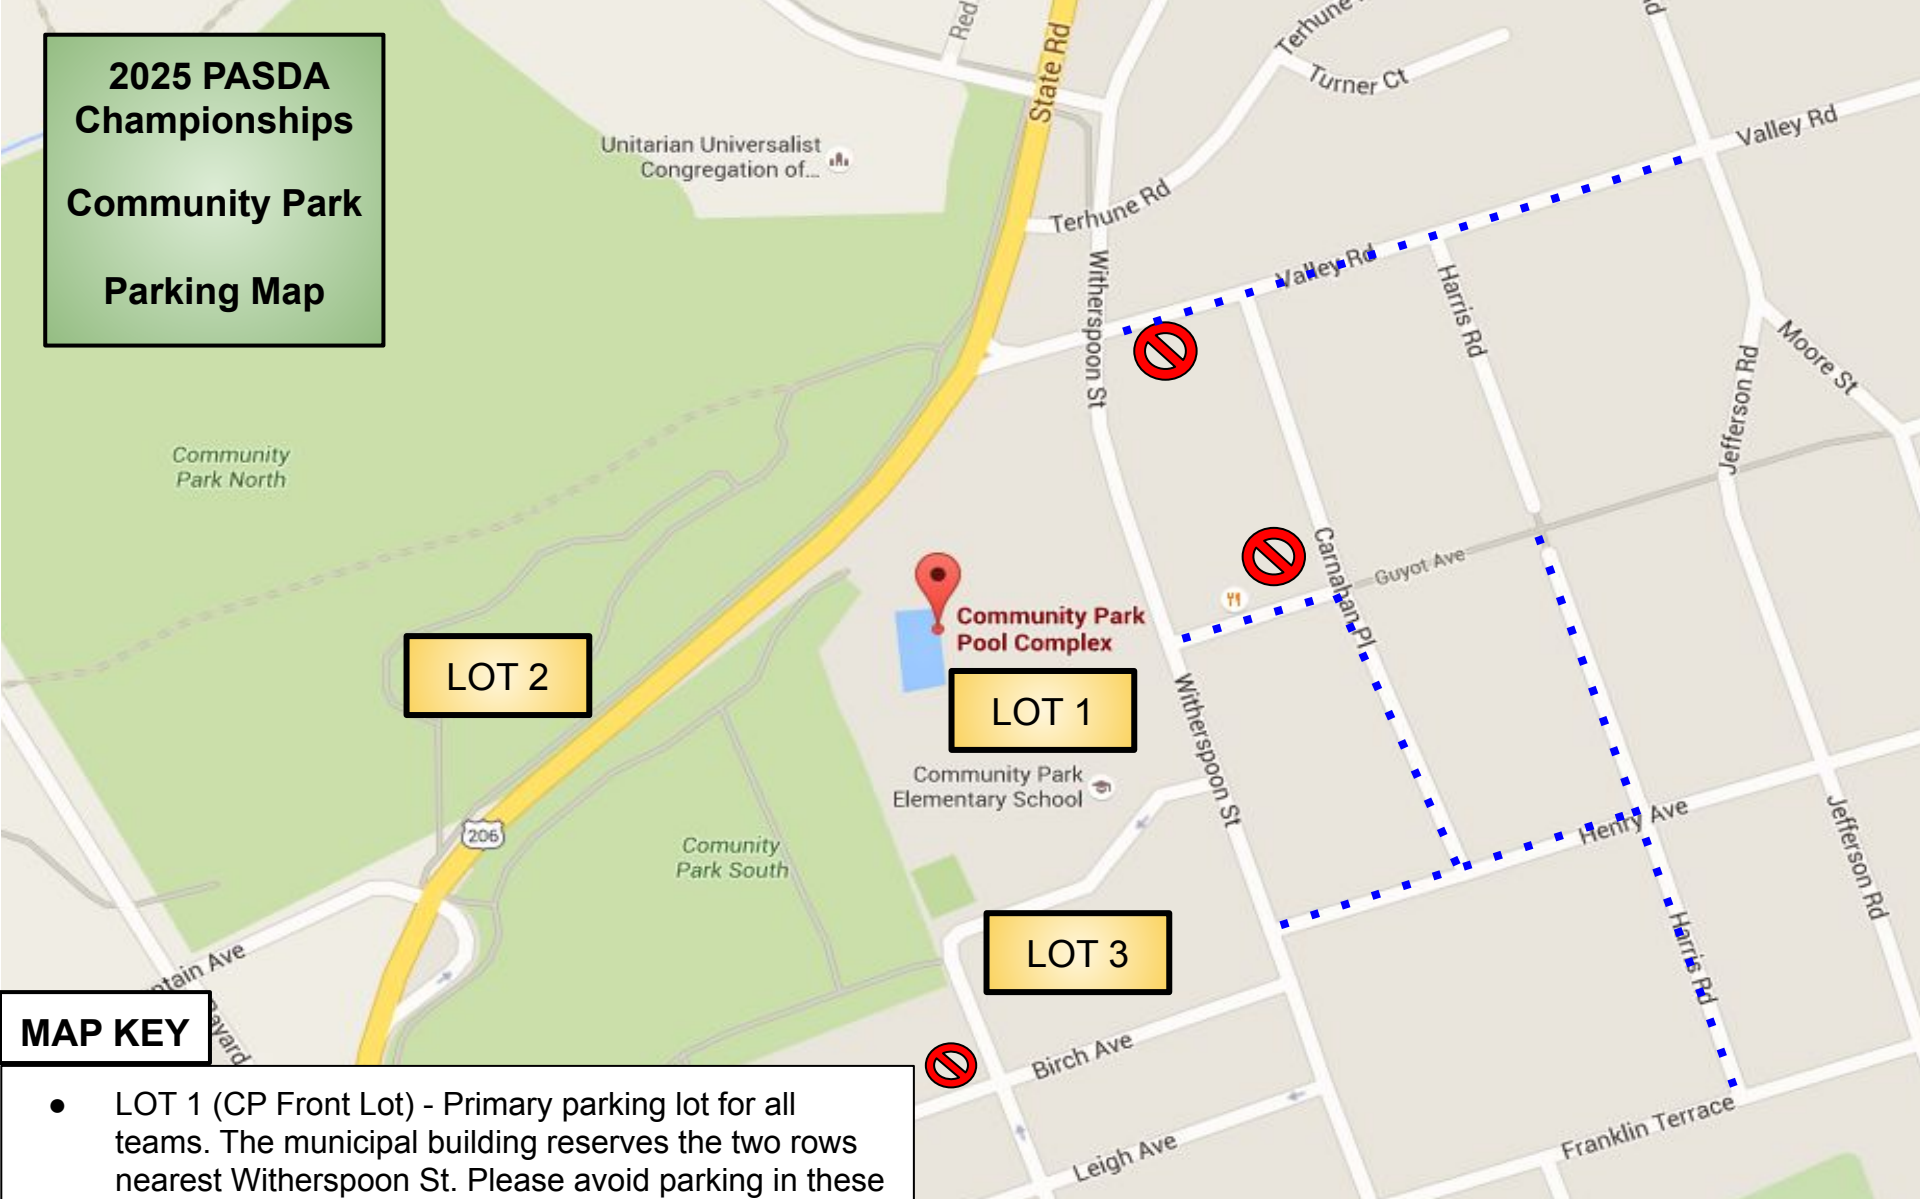 2025 PASDA
Championships
Community Park
Parking Map
Red
State Rd
Terhune
Turner Ct
Valley Rd
Unitarian Universalist
Congregation of...
Terhune Rd
Witherspoon St
Valley Rd
Harris Rd
Moore St
Jefferson Rd
Community
Park North
Carnahan Pl
Guyot Ave
Community Park
Pool Complex
LOT 2
LOT 1
Witherspoon St
Community Park
Elementary School
206
Comunity
Park South
Henry Ave
Jefferson Rd
Harris Rd
LOT 3
ntain Ave
Bayard
Birch Ave
Leigh Ave
Franklin Terrace
MAP KEY
● LOT 1 (CP Front Lot) - Primary parking lot for all
teams. The municipal building reserves the two rows
nearest Witherspoon St. Please avoid parking in these